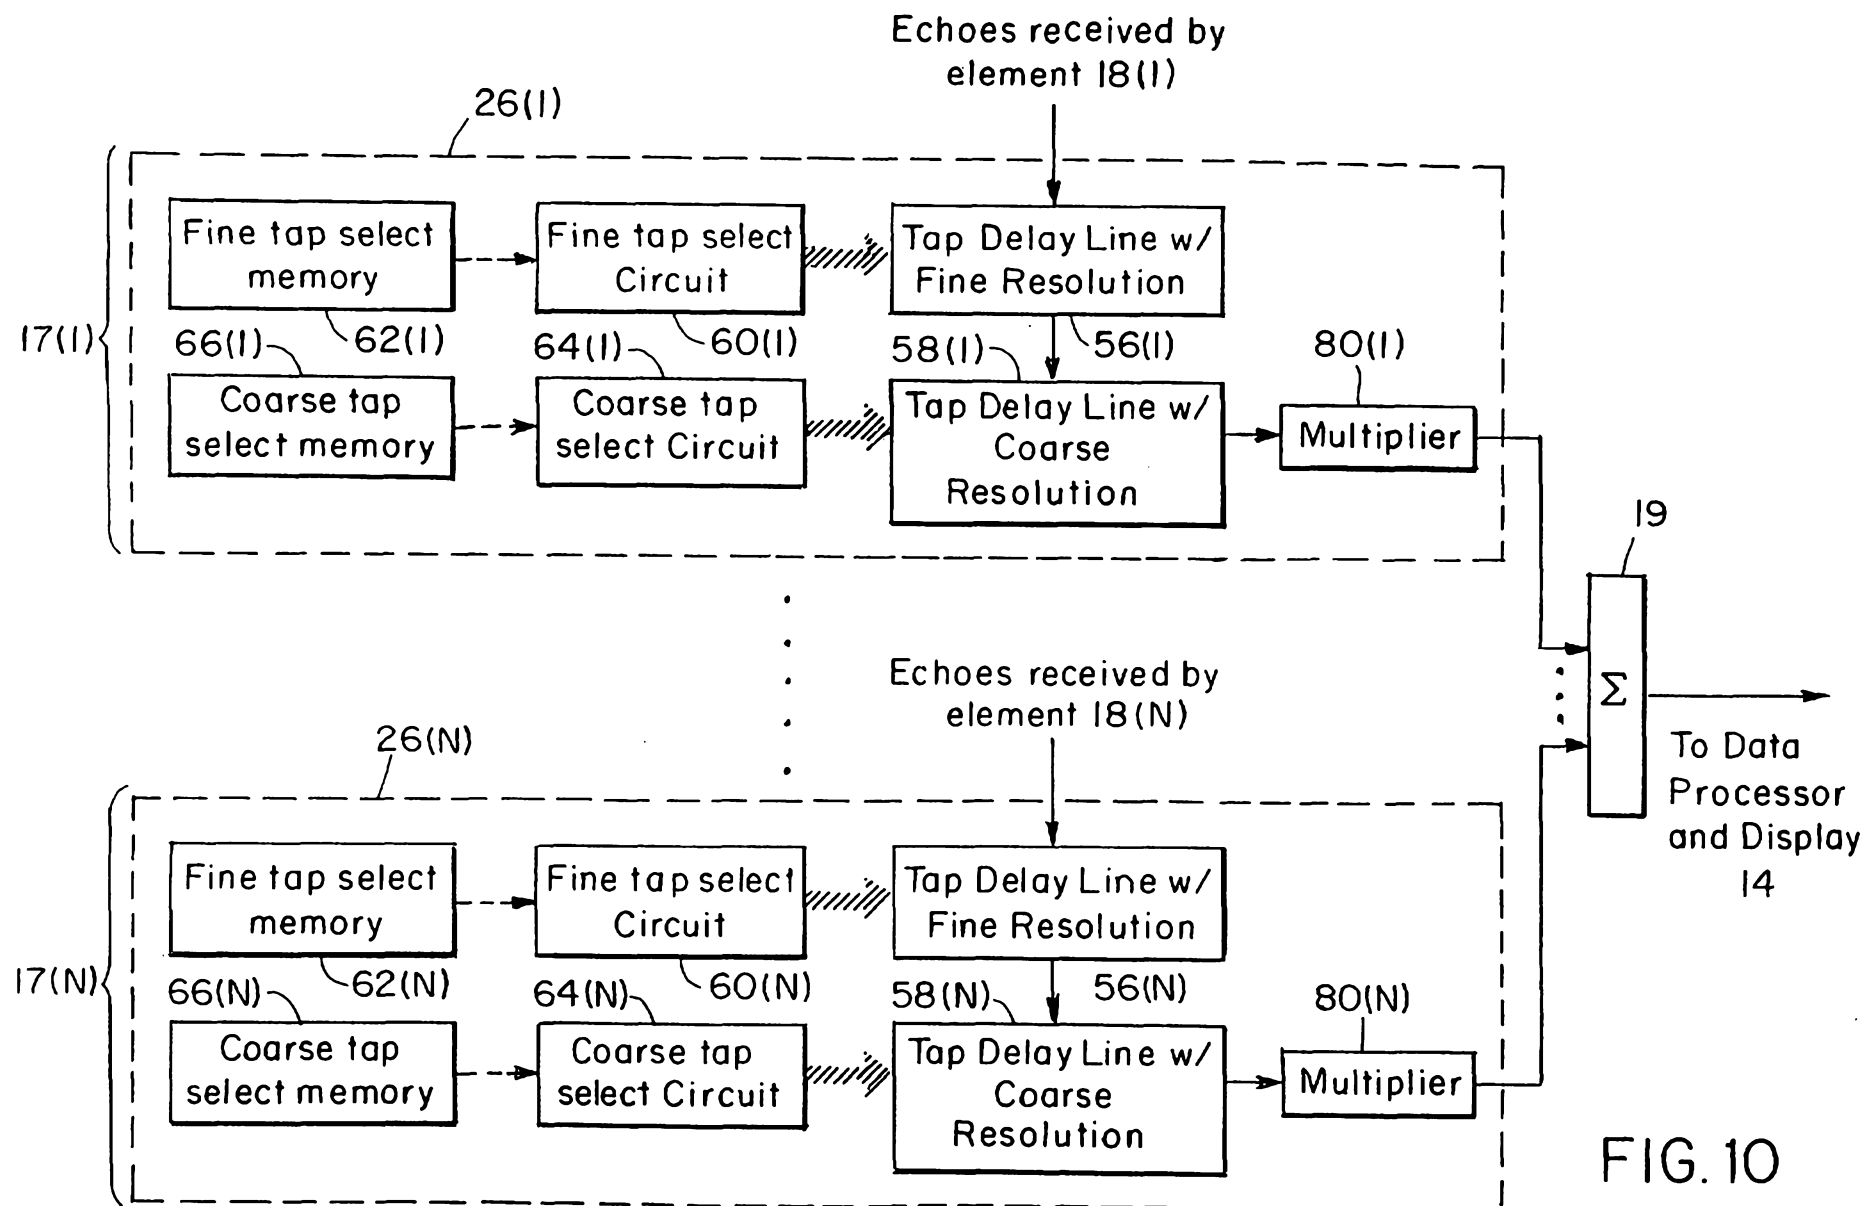 Echoes received by
element 18(1)
26(1)
17(1)
Fine tap select
memory
Fine tap select
Circuit
Tap Delay Line w/
Fine Resolution
62(1)
60(1)
56(1)
66(1)
64(1)
58(1)
80(1)
Coarse tap
select memory
Coarse tap
select Circuit
Tap Delay Line w/
Coarse
Resolution
Multiplier
19
Σ
To Data
Processor
and Display
14
Echoes received by
element 18(N)
26(N)
17(N)
Fine tap select
memory
Fine tap select
Circuit
Tap Delay Line w/
Fine Resolution
62(N)
60(N)
56(N)
66(N)
64(N)
58(N)
80(N)
Coarse tap
select memory
Coarse tap
select Circuit
Tap Delay Line w/
Coarse
Resolution
Multiplier
FIG. 10